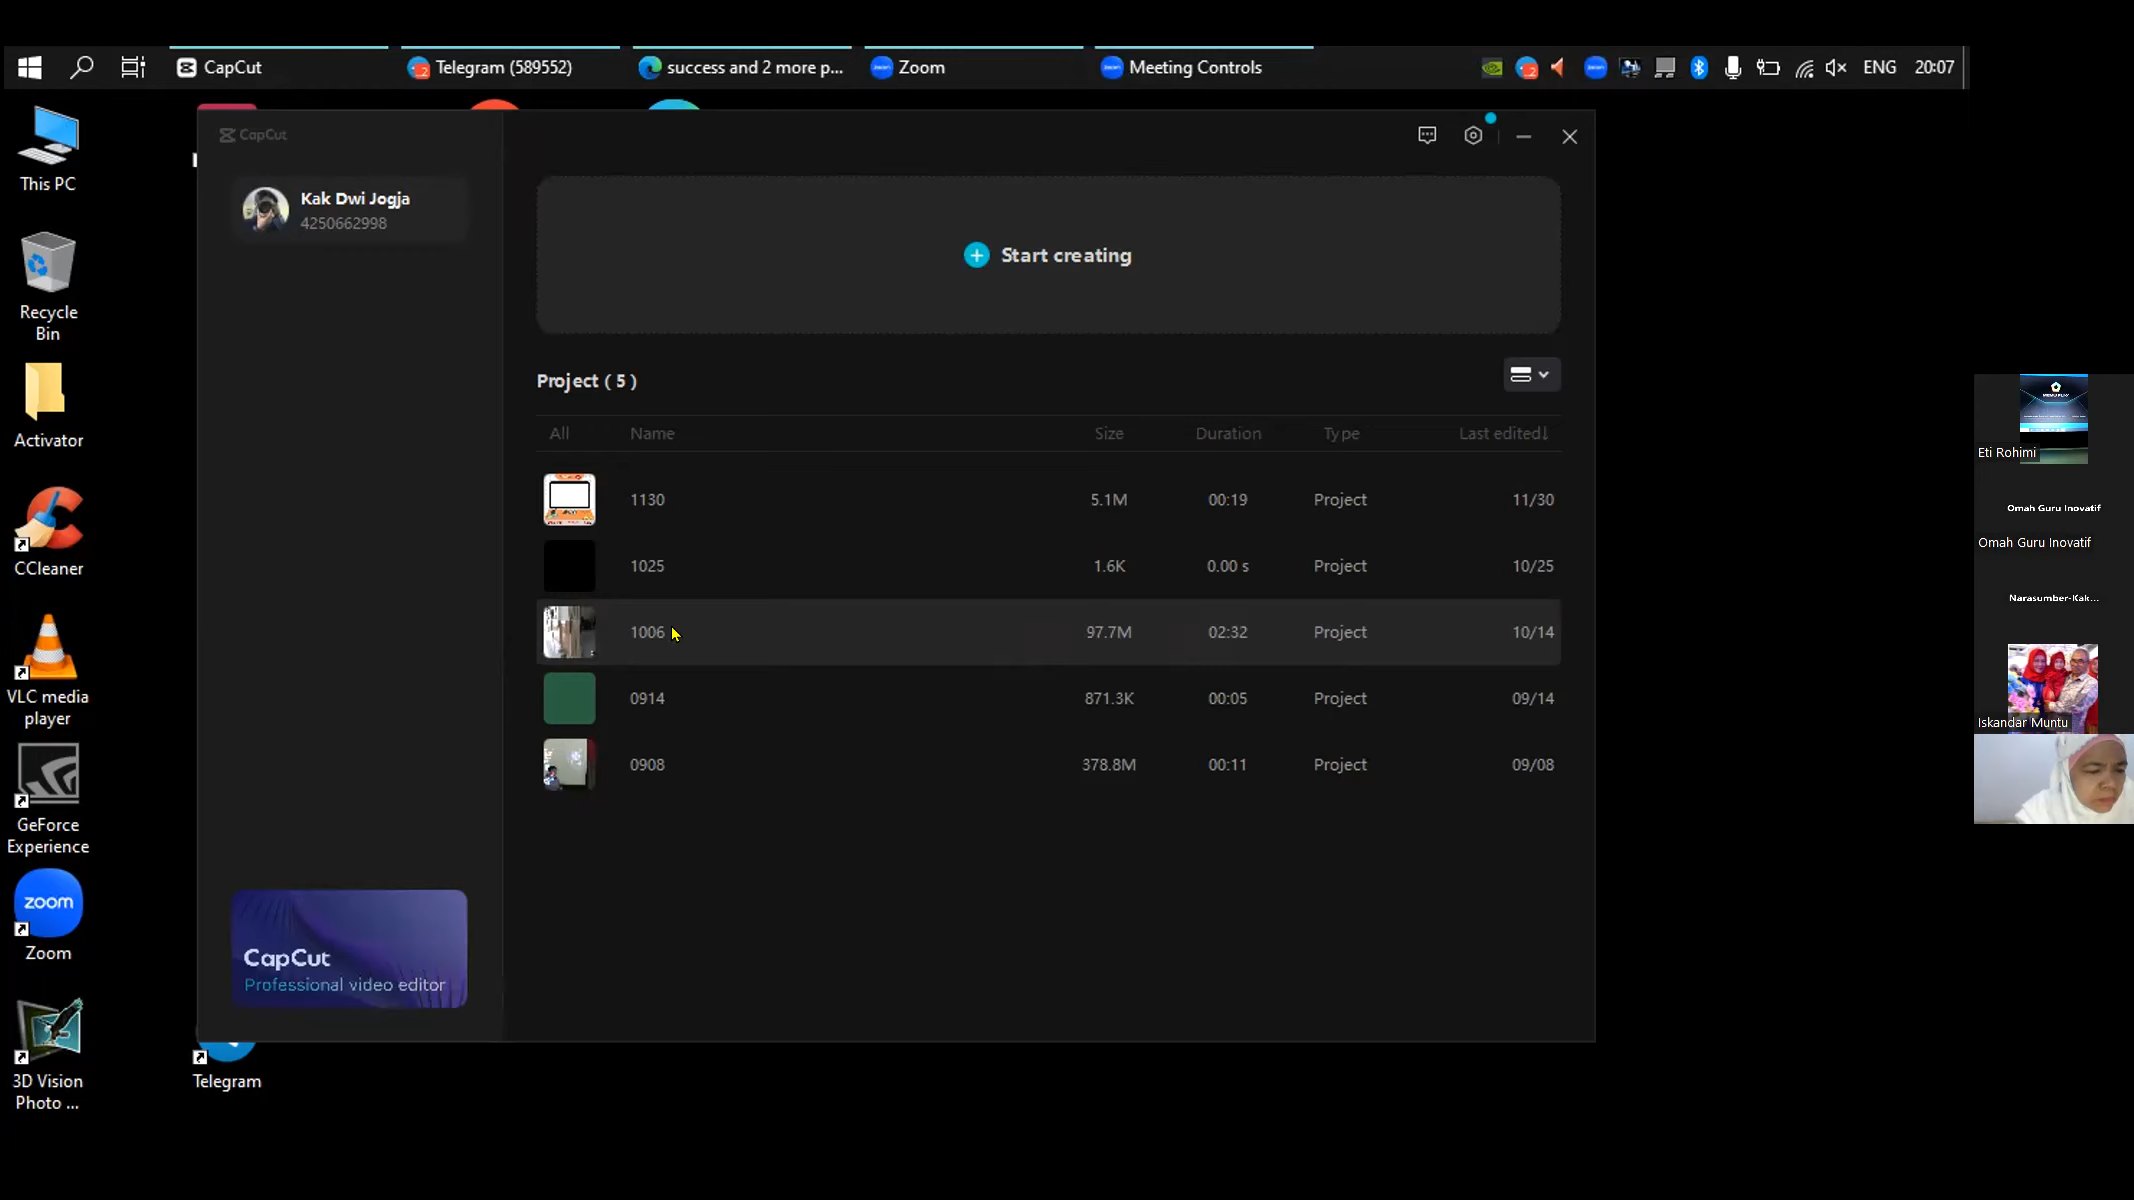 CapCut
Telegram (589552)
success and 2 more p...
Zoom
Meeting Controls
ENG
20:07
This PC
Recycle
Bin
Activator
CCleaner
VLC media
player
GeForce
Experience
zoom
Zoom
3D Vision
Photo ...
Telegram
CapCut
Kak Dwi Jogja
4250662998
CapCut
Professional video editor
Start creating
Project ( 5 )
All Name Size Duration Type Last edited↓
1130 5.1M 00:19 Project 11/30
1025 1.6K 0.00 s Project 10/25
1006 97.7M 02:32 Project 10/14
0914 871.3K 00:05 Project 09/14
0908 378.8M 00:11 Project 09/08
Eti Rohimi
Omah Guru Inovatif
Omah Guru Inovatif
Narasumber-Kak...
Iskandar Muntu